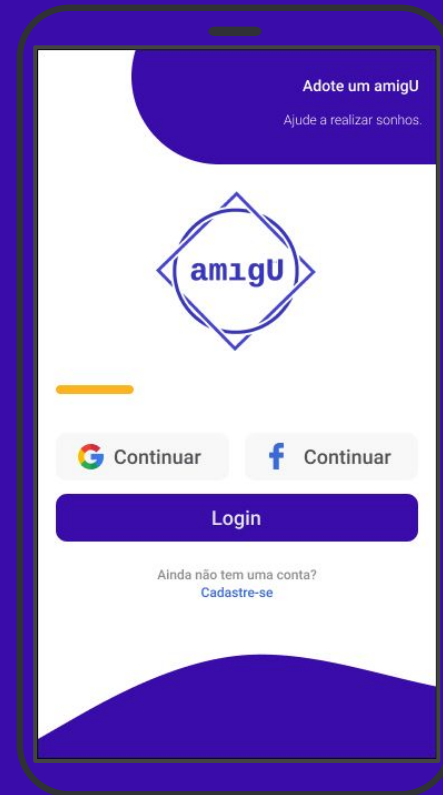 Adote um amigU
Ajude a realizar sonhos.
amıgU
Continuar
Continuar
Login
Ainda não tem uma conta?
Cadastre-se